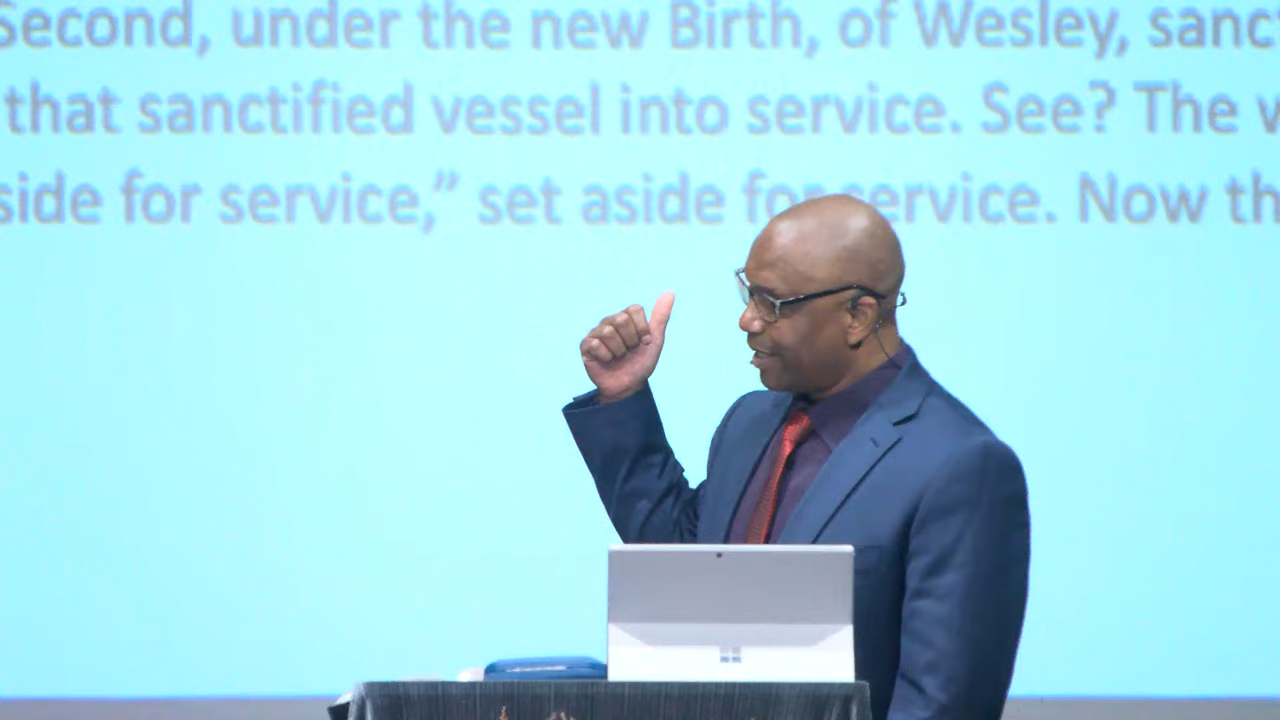 Second, under the new Birth, of Wesley,
that sanctified vessel into service. See? The
for service,” set aside for service. Now